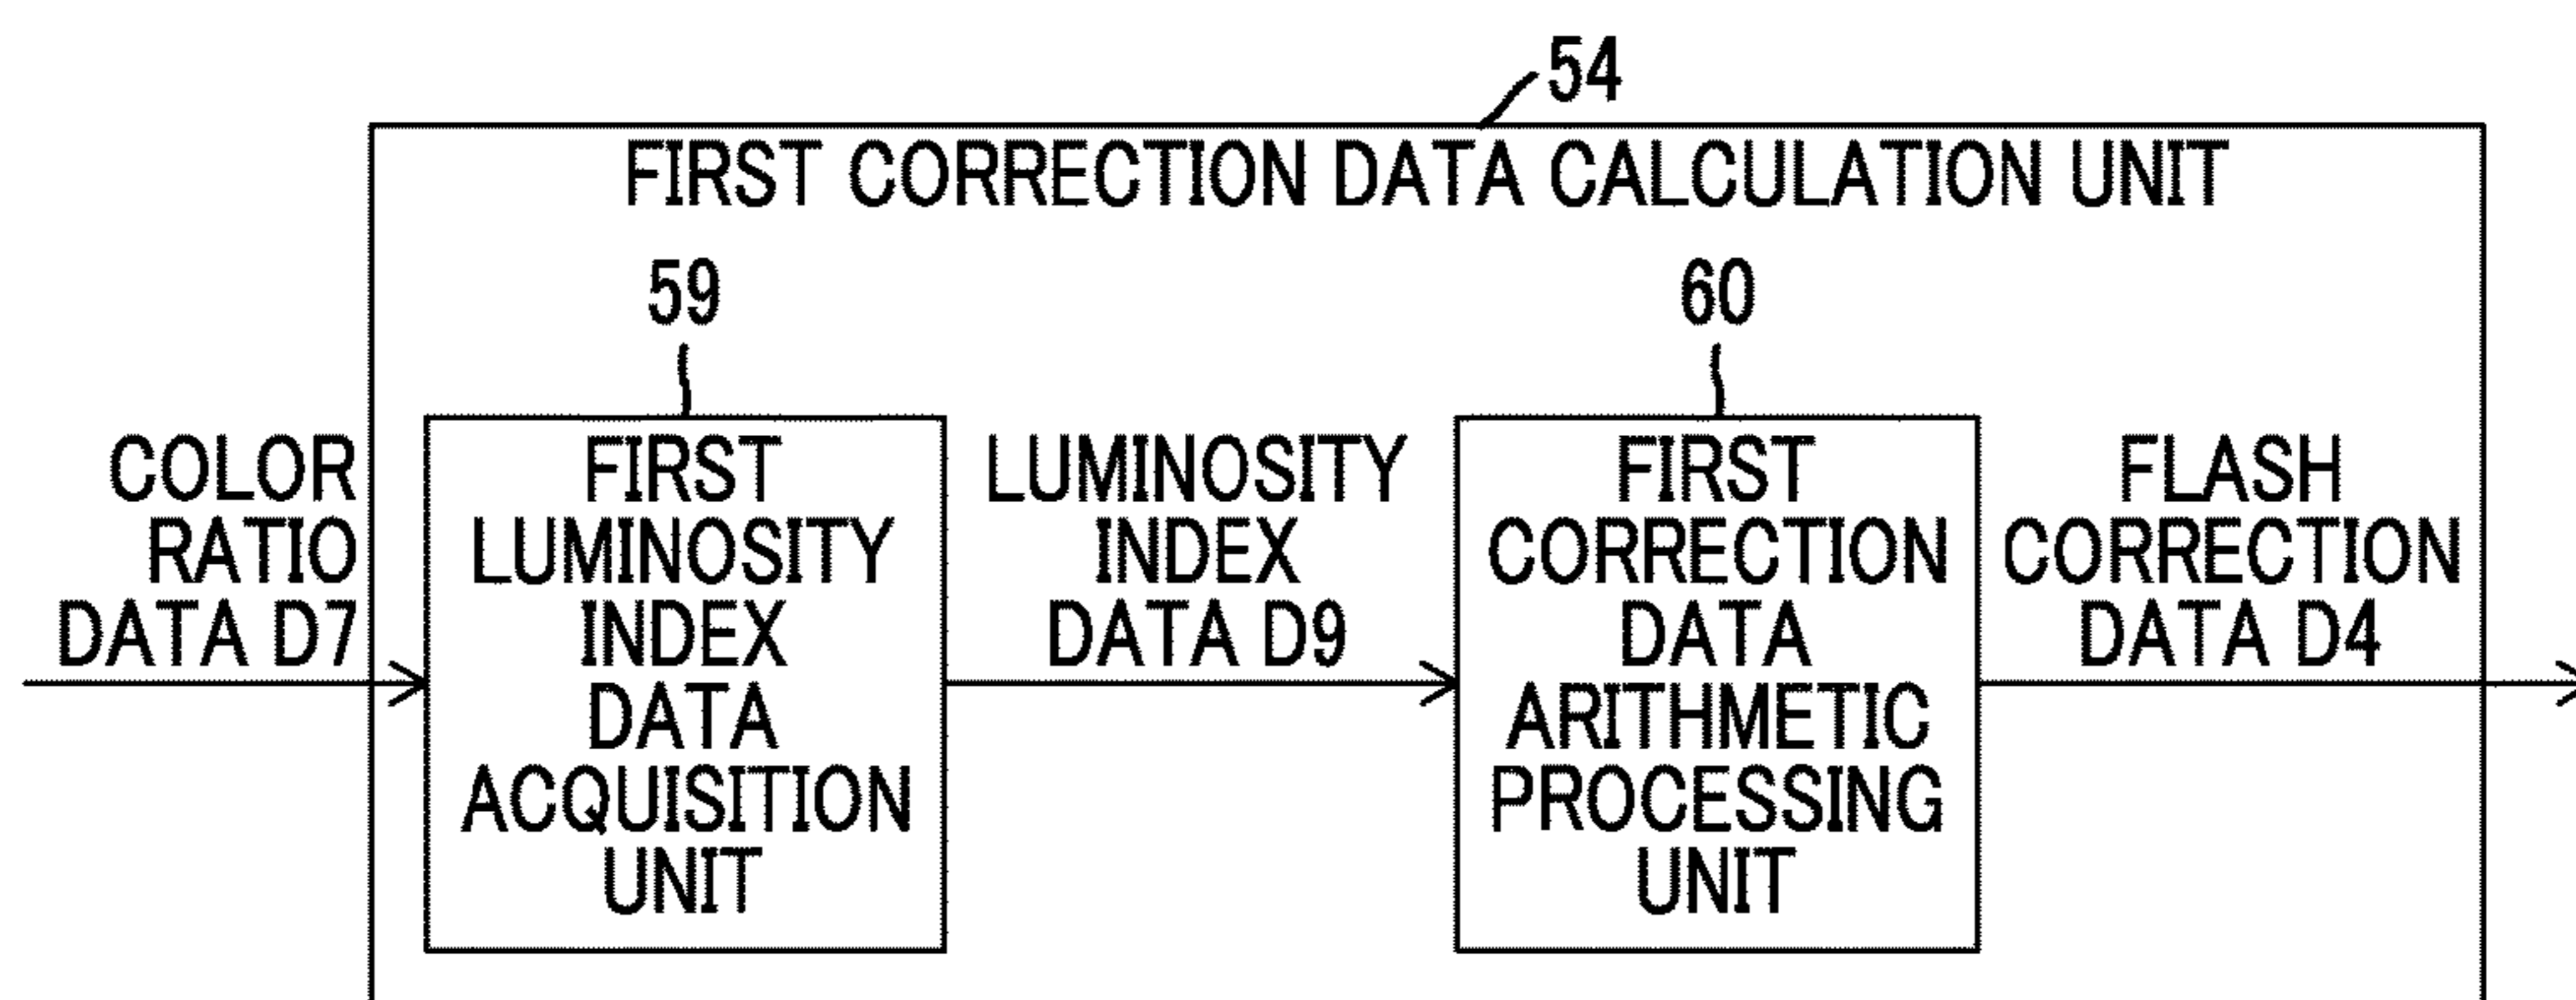 54
FIRST CORRECTION DATA CALCULATION UNIT
59
60
COLOR
RATIO
DATA D7
FIRST
LUMINOSITY
INDEX
DATA
ACQUISITION
UNIT
LUMINOSITY
INDEX
DATA D9
FIRST
CORRECTION
DATA
ARITHMETIC
PROCESSING
UNIT
FLASH
CORRECTION
DATA D4